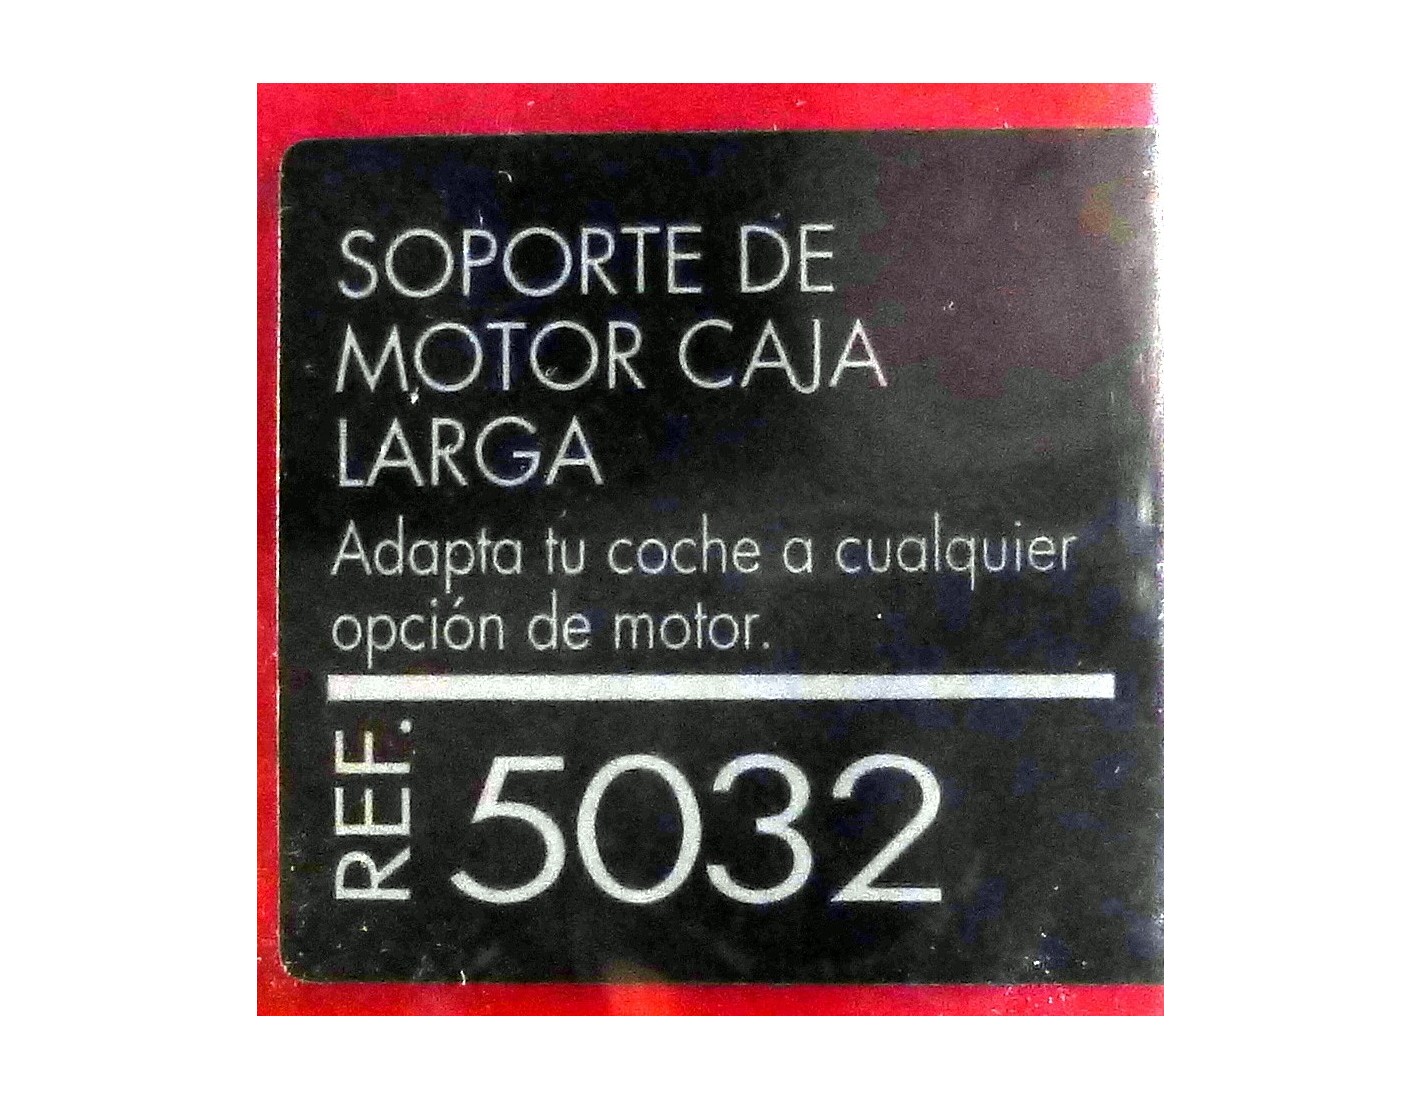 SOPORTE DE
MOTOR CAJA
LARGA
Adapta tu coche a cualquier
opción de motor.
REF. 5032